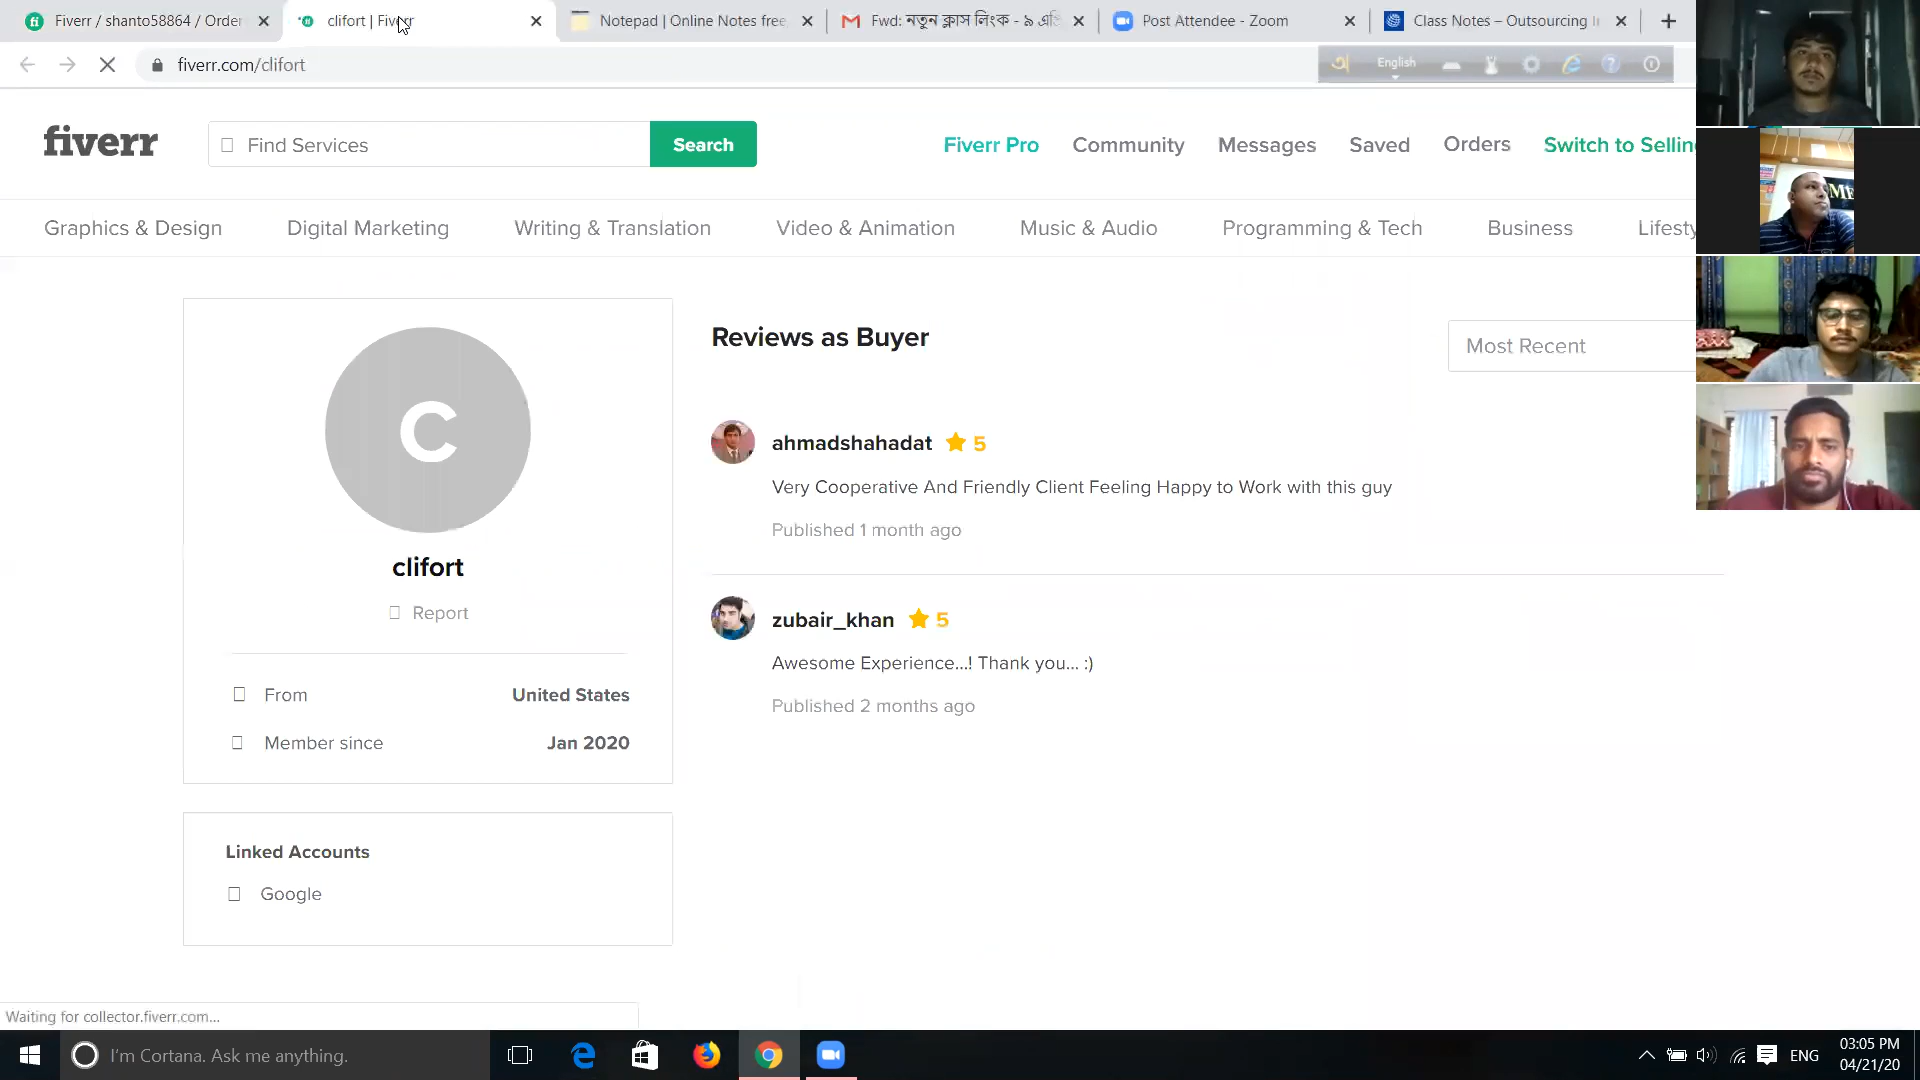 Fiverr / shanto58864 / Order
clifort | Fiverr
Notepad | Online Notes free
Fwd: নতুন ক্লাস লিংক - ৯ এপ্রি
Post Attendee - Zoom
Class Notes – Outsourcing I
fiverr.com/clifort
English
fiverr
Find Services
Search
Fiverr Pro
Community
Messages
Saved
Orders
Switch to Selling
Graphics & Design
Digital Marketing
Writing & Translation
Video & Animation
Music & Audio
Programming & Tech
Business
Lifesty
C
clifort
Report
From United States
Member since Jan 2020
Linked Accounts
Google
Reviews as Buyer
Most Recent
ahmadshahadat 5
Very Cooperative And Friendly Client Feeling Happy to Work with this guy
Published 1 month ago
zubair_khan 5
Awesome Experience...! Thank you... :)
Published 2 months ago
ME
Waiting for collector.fiverr.com...
I'm Cortana. Ask me anything.
ENG
03:05 PM
04/21/20